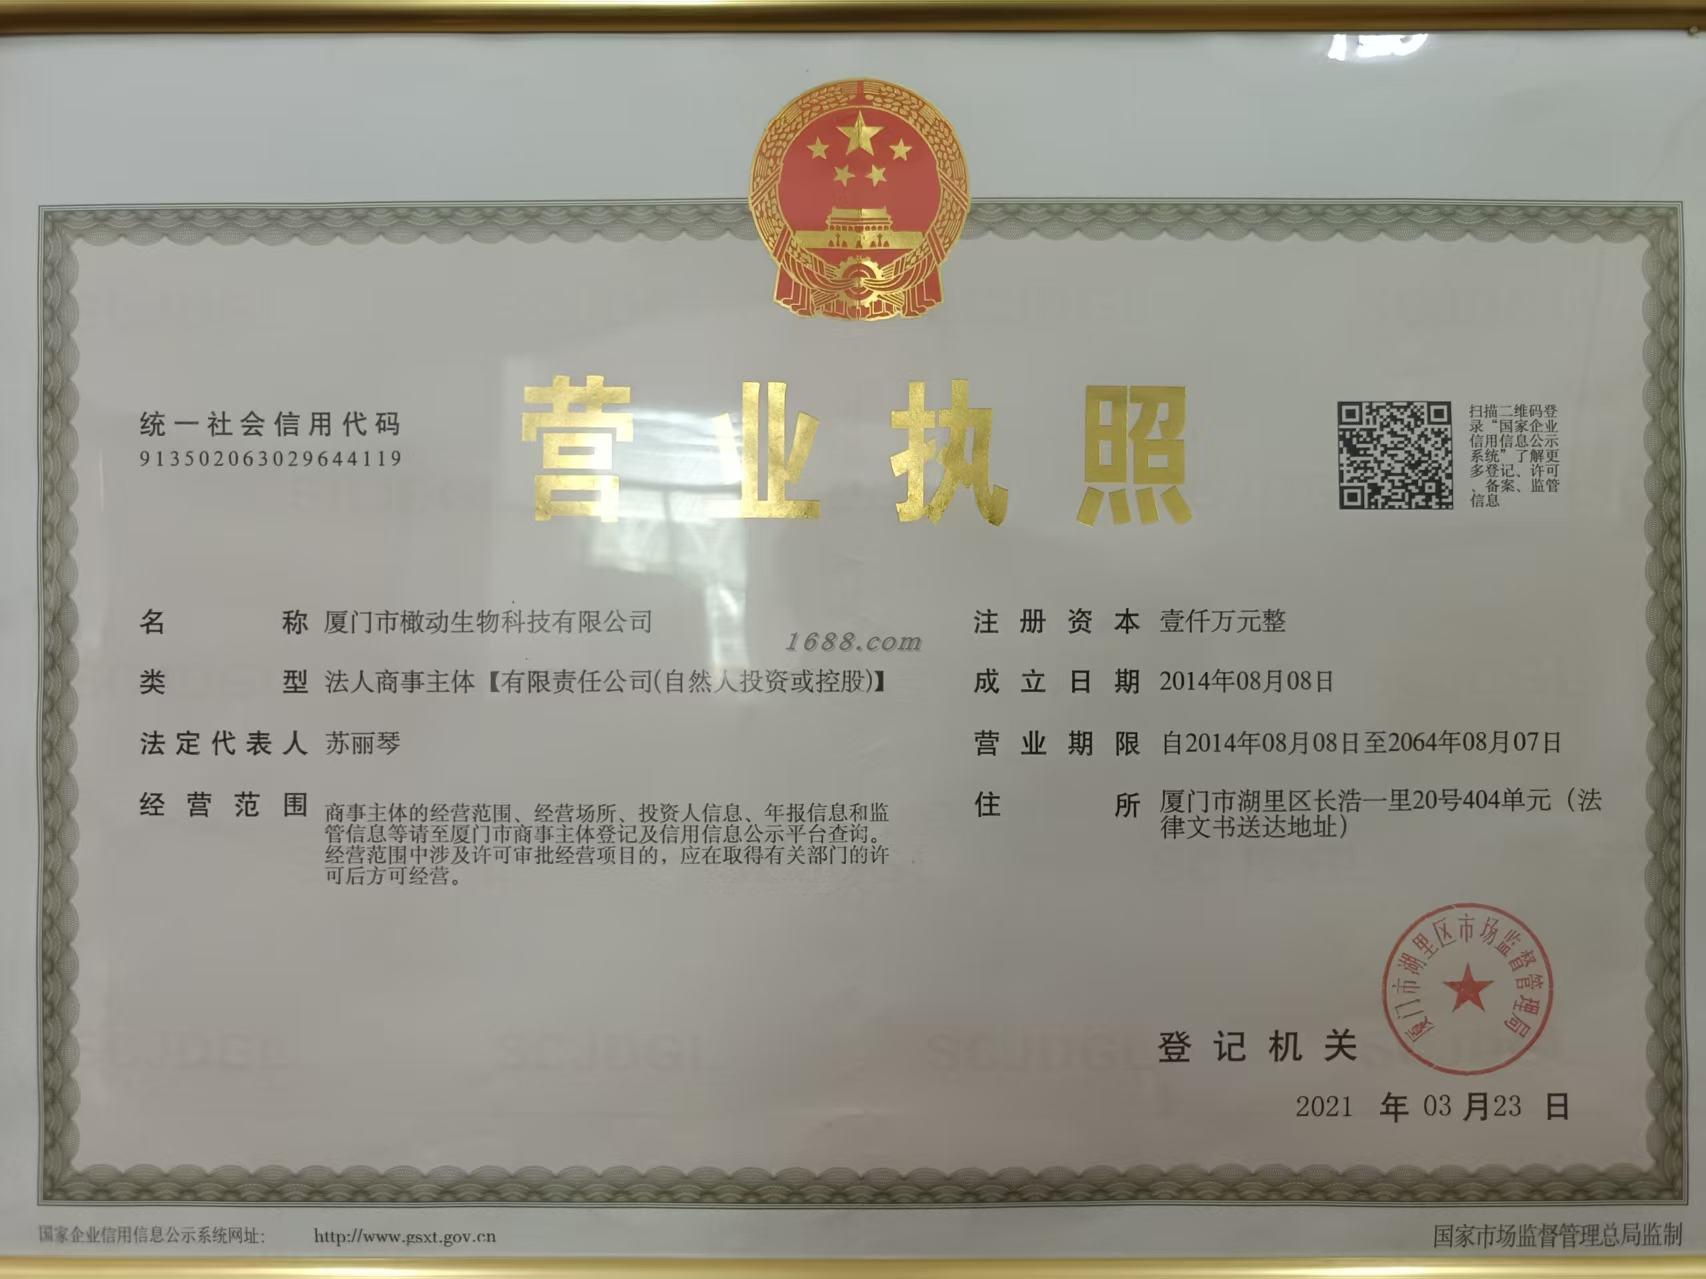 统一社会信用代码
913502063029644119
营业执照
扫描二维码登
录“国家企业
信用信息公示
系统”了解更
多登记、许可
、备案、监管
信息
名称 厦门市橄动生物科技有限公司
类型 法人商事主体【有限责任公司(自然人投资或控股)】
法定代表人 苏丽琴
经营范围 商事主体的经营范围、经营场所、投资人信息、年报信息和监
管信息等请至厦门市商事主体登记及信用信息公示平台查询。
经营范围中涉及许可审批经营项目的，应在取得有关部门的许
可后方可经营。
1688.com
注册资本 壹仟万元整
成立日期 2014年08月08日
营业期限 自2014年08月08日至2064年08月07日
住所 厦门市湖里区长浩一里20号404单元（法
律文书送达地址）
登记机关
厦门市湖里区市场监督管理局
2021 年 03 月 23 日
SCJDGL SCJDGL SCJDGL
国家企业信用信息公示系统网址： http://www.gsxt.gov.cn
国家市场监督管理总局监制